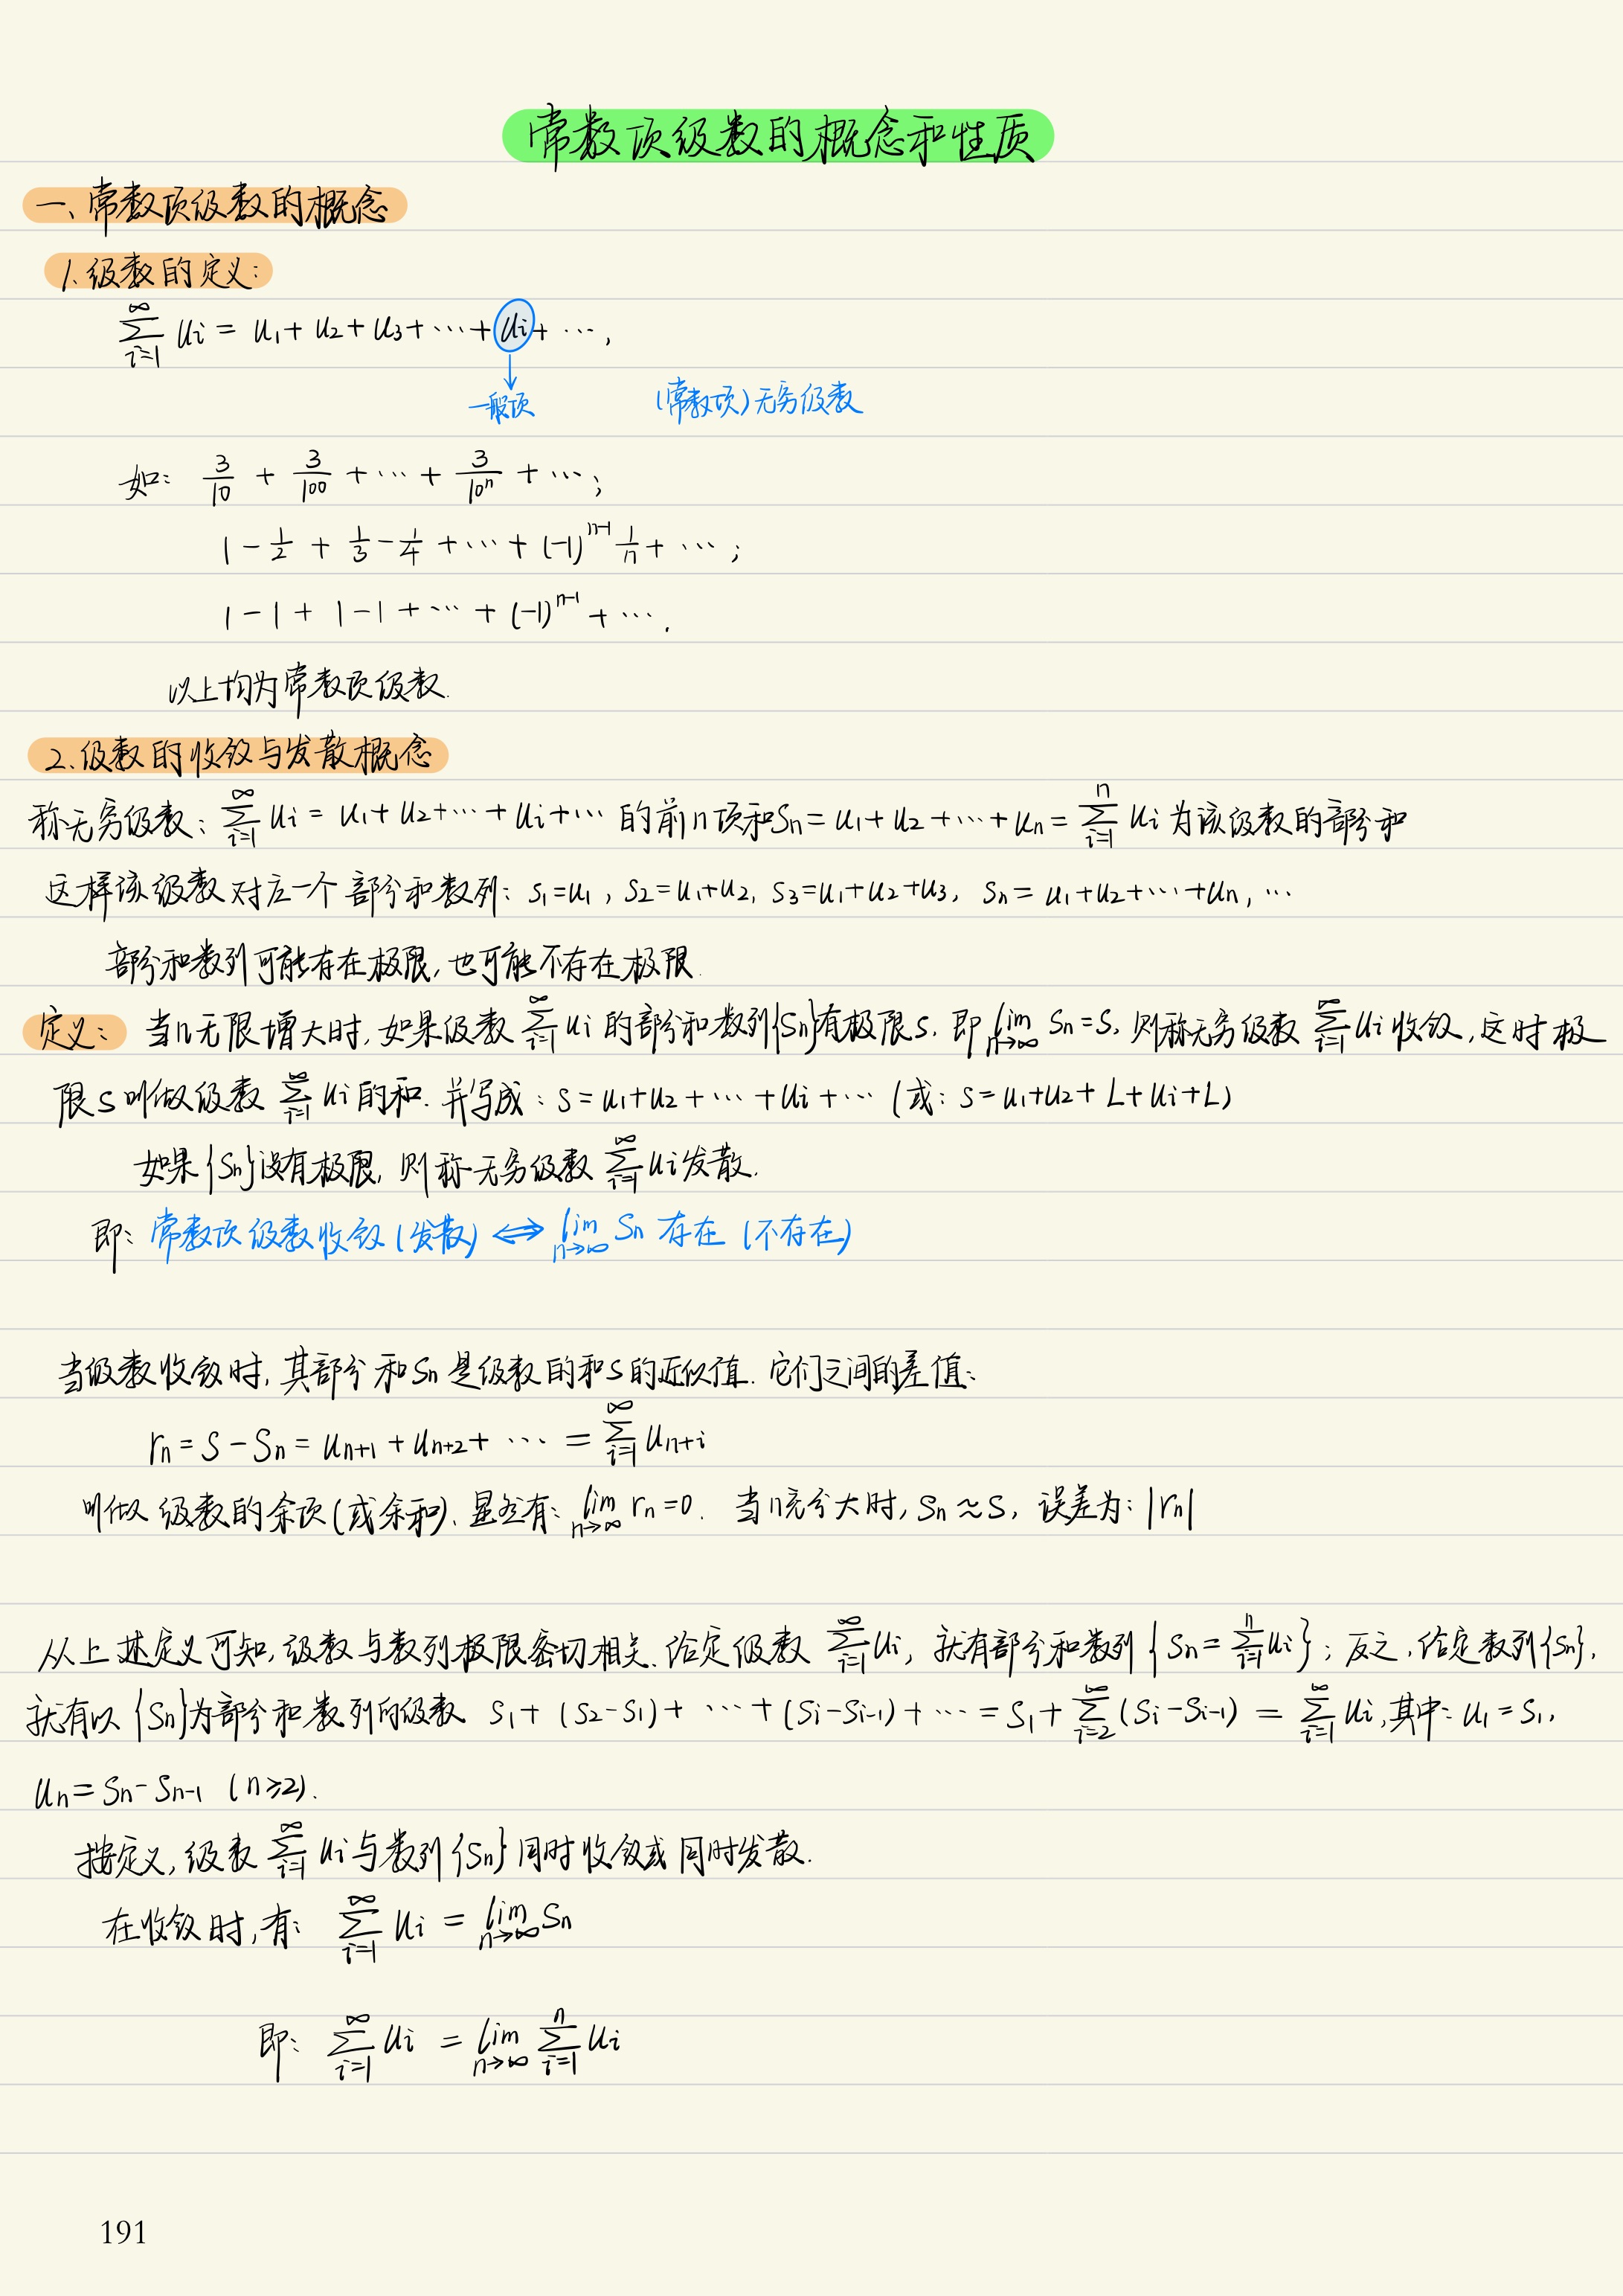 常数项级数的概念和性质
一、常数项级数的概念
1.级数的定义:
$\sum_{i=1}^{\infty} u_i = u_1 + u_2 + u_3 + \cdots + u_i + \cdots,$
一般项 (常数项)无穷级数
如: $\frac{3}{10} + \frac{3}{100} + \cdots + \frac{3}{10^n} + \cdots;$
$1 - \frac{1}{2} + \frac{1}{3} - \frac{1}{4} + \cdots + (-1)^{n-1} \frac{1}{n} + \cdots;$
$1 - 1 + 1 - 1 + \cdots + (-1)^{n-1} + \cdots.$
以上均为常数项级数.
2.级数的收敛与发散概念
称无穷级数: $\sum_{i=1}^{\infty} u_i = u_1 + u_2 + \cdots + u_i + \cdots$ 的前n项和$S_n = u_1 + u_2 + \cdots + u_n = \sum_{i=1}^{n} u_i$ 为该级数的部分和
这样该级数对应一个部分和数列: $s_1 = u_1, s_2 = u_1 + u_2, s_3 = u_1 + u_2 + u_3, s_n = u_1 + u_2 + \cdots + u_n, \cdots$
部分和数列可能存在极限,也可能不存在极限.
定义: 当n无限增大时,如果级数 $\sum_{i=1}^{\infty} u_i$ 的部分和数列$\{S_n\}$有极限s, 即$\lim_{n \to \infty} S_n = S$, 则称无穷级数 $\sum_{i=1}^{\infty} u_i$ 收敛,这时极
限s叫做级数 $\sum_{i=1}^{\infty} u_i$ 的和. 并写成: $s = u_1 + u_2 + \cdots + u_i + \cdots$ (或: $s = u_1 + u_2 + L + u_i + L$)
如果$\{S_n\}$没有极限, 则称无穷级数 $\sum_{i=1}^{\infty} u_i$ 发散.
即: 常数项级数收敛(发散) $\Longleftrightarrow \lim_{n \to \infty} S_n$ 存在 (不存在)
当级数收敛时,其部分和$S_n$是级数的和s的近似值. 它们之间的差值:
$r_n = S - S_n = u_{n+1} + u_{n+2} + \cdots = \sum_{i=1}^{\infty} u_{n+i}$
叫做级数的余项(或余和). 显然有: $\lim_{n \to \infty} r_n = 0$. 当n充分大时, $S_n \approx S$, 误差为: $|r_n|$
从上述定义可知,级数与数列极限密切相关.给定级数 $\sum_{i=1}^{\infty} u_i$, 就有部分和数列 $\{S_n = \sum_{i=1}^{n} u_i\}$; 反之,给定数列$\{S_n\}$,
就有以$\{S_n\}$为部分和数列的级数 $S_1 + (S_2 - S_1) + \cdots + (S_i - S_{i-1}) + \cdots = S_1 + \sum_{i=2}^{\infty} (S_i - S_{i-1}) = \sum_{i=1}^{\infty} u_i$,其中: $u_1 = S_1$,
$u_n = S_n - S_{n-1}$ $(n \geqslant 2)$.
按定义,级数 $\sum_{i=1}^{\infty} u_i$ 与数列$\{S_n\}$同时收敛或同时发散.
在收敛时,有: $\sum_{i=1}^{\infty} u_i = \lim_{n \to \infty} S_n$
即: $\sum_{i=1}^{\infty} u_i = \lim_{n \to \infty} \sum_{i=1}^{n} u_i$
191